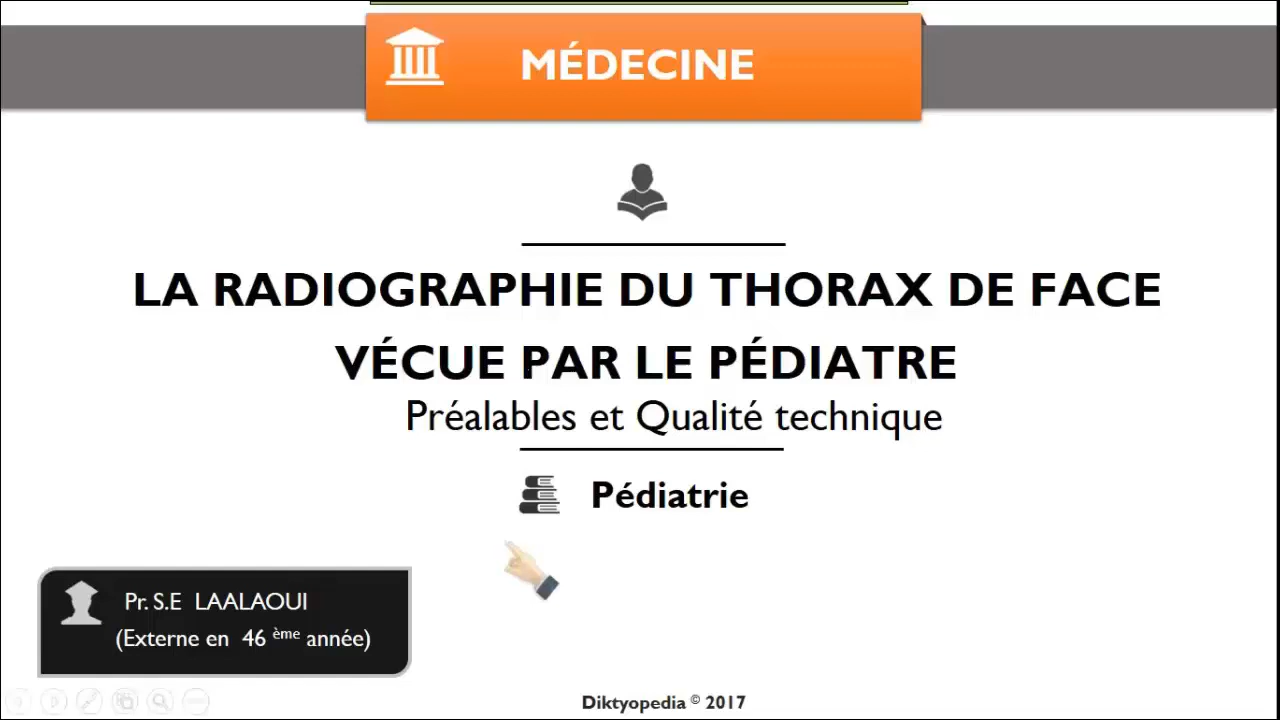 MÉDECINE
LA RADIOGRAPHIE DU THORAX DE FACE
VÉCUE PAR LE PÉDIATRE
Préalables et Qualité technique
Pédiatrie
Pr. S.E LAALAOUI
(Externe en 46 ème année)
Diktyopedia © 2017